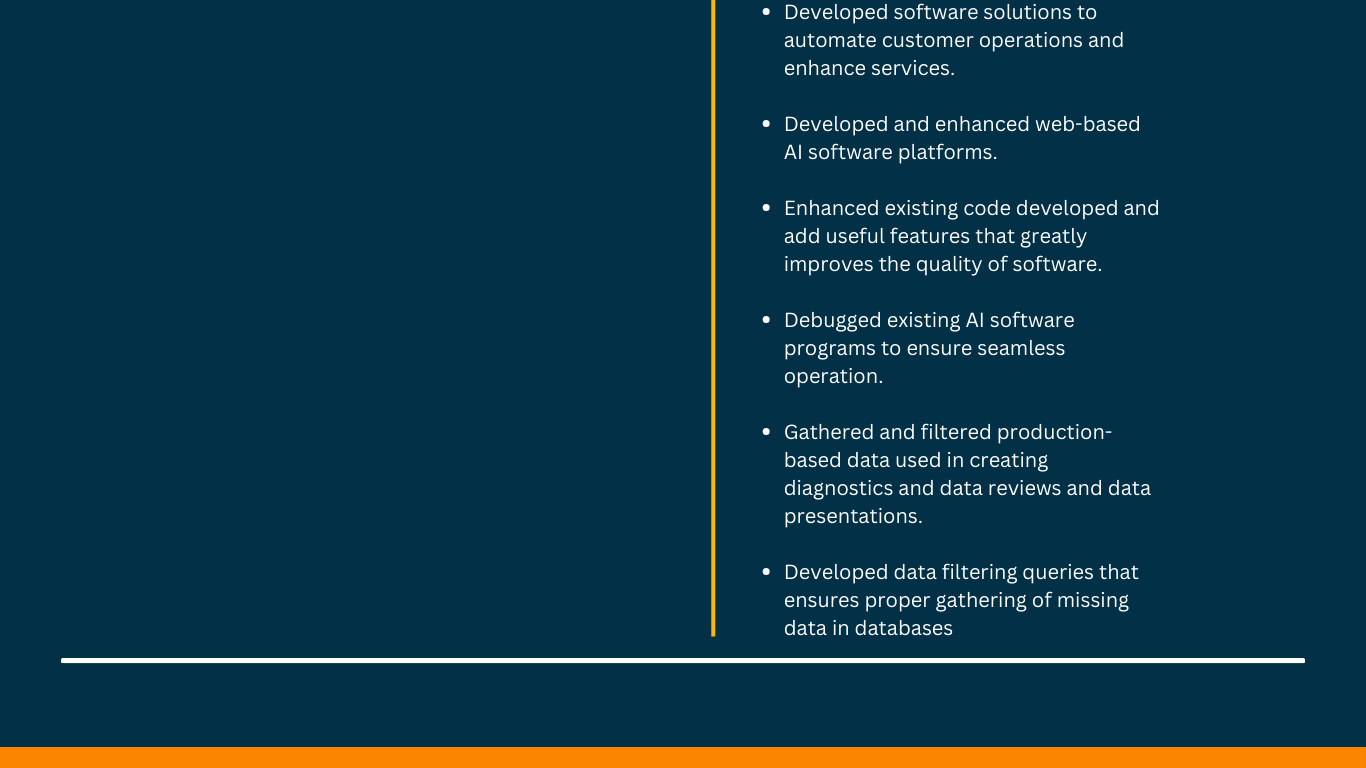 • Developed software solutions to
automate customer operations and
enhance services.
• Developed and enhanced web-based
AI software platforms.
• Enhanced existing code developed and
add useful features that greatly
improves the quality of software.
• Debugged existing AI software
programs to ensure seamless
operation.
• Gathered and filtered production-
based data used in creating
diagnostics and data reviews and data
presentations.
• Developed data filtering queries that
ensures proper gathering of missing
data in databases